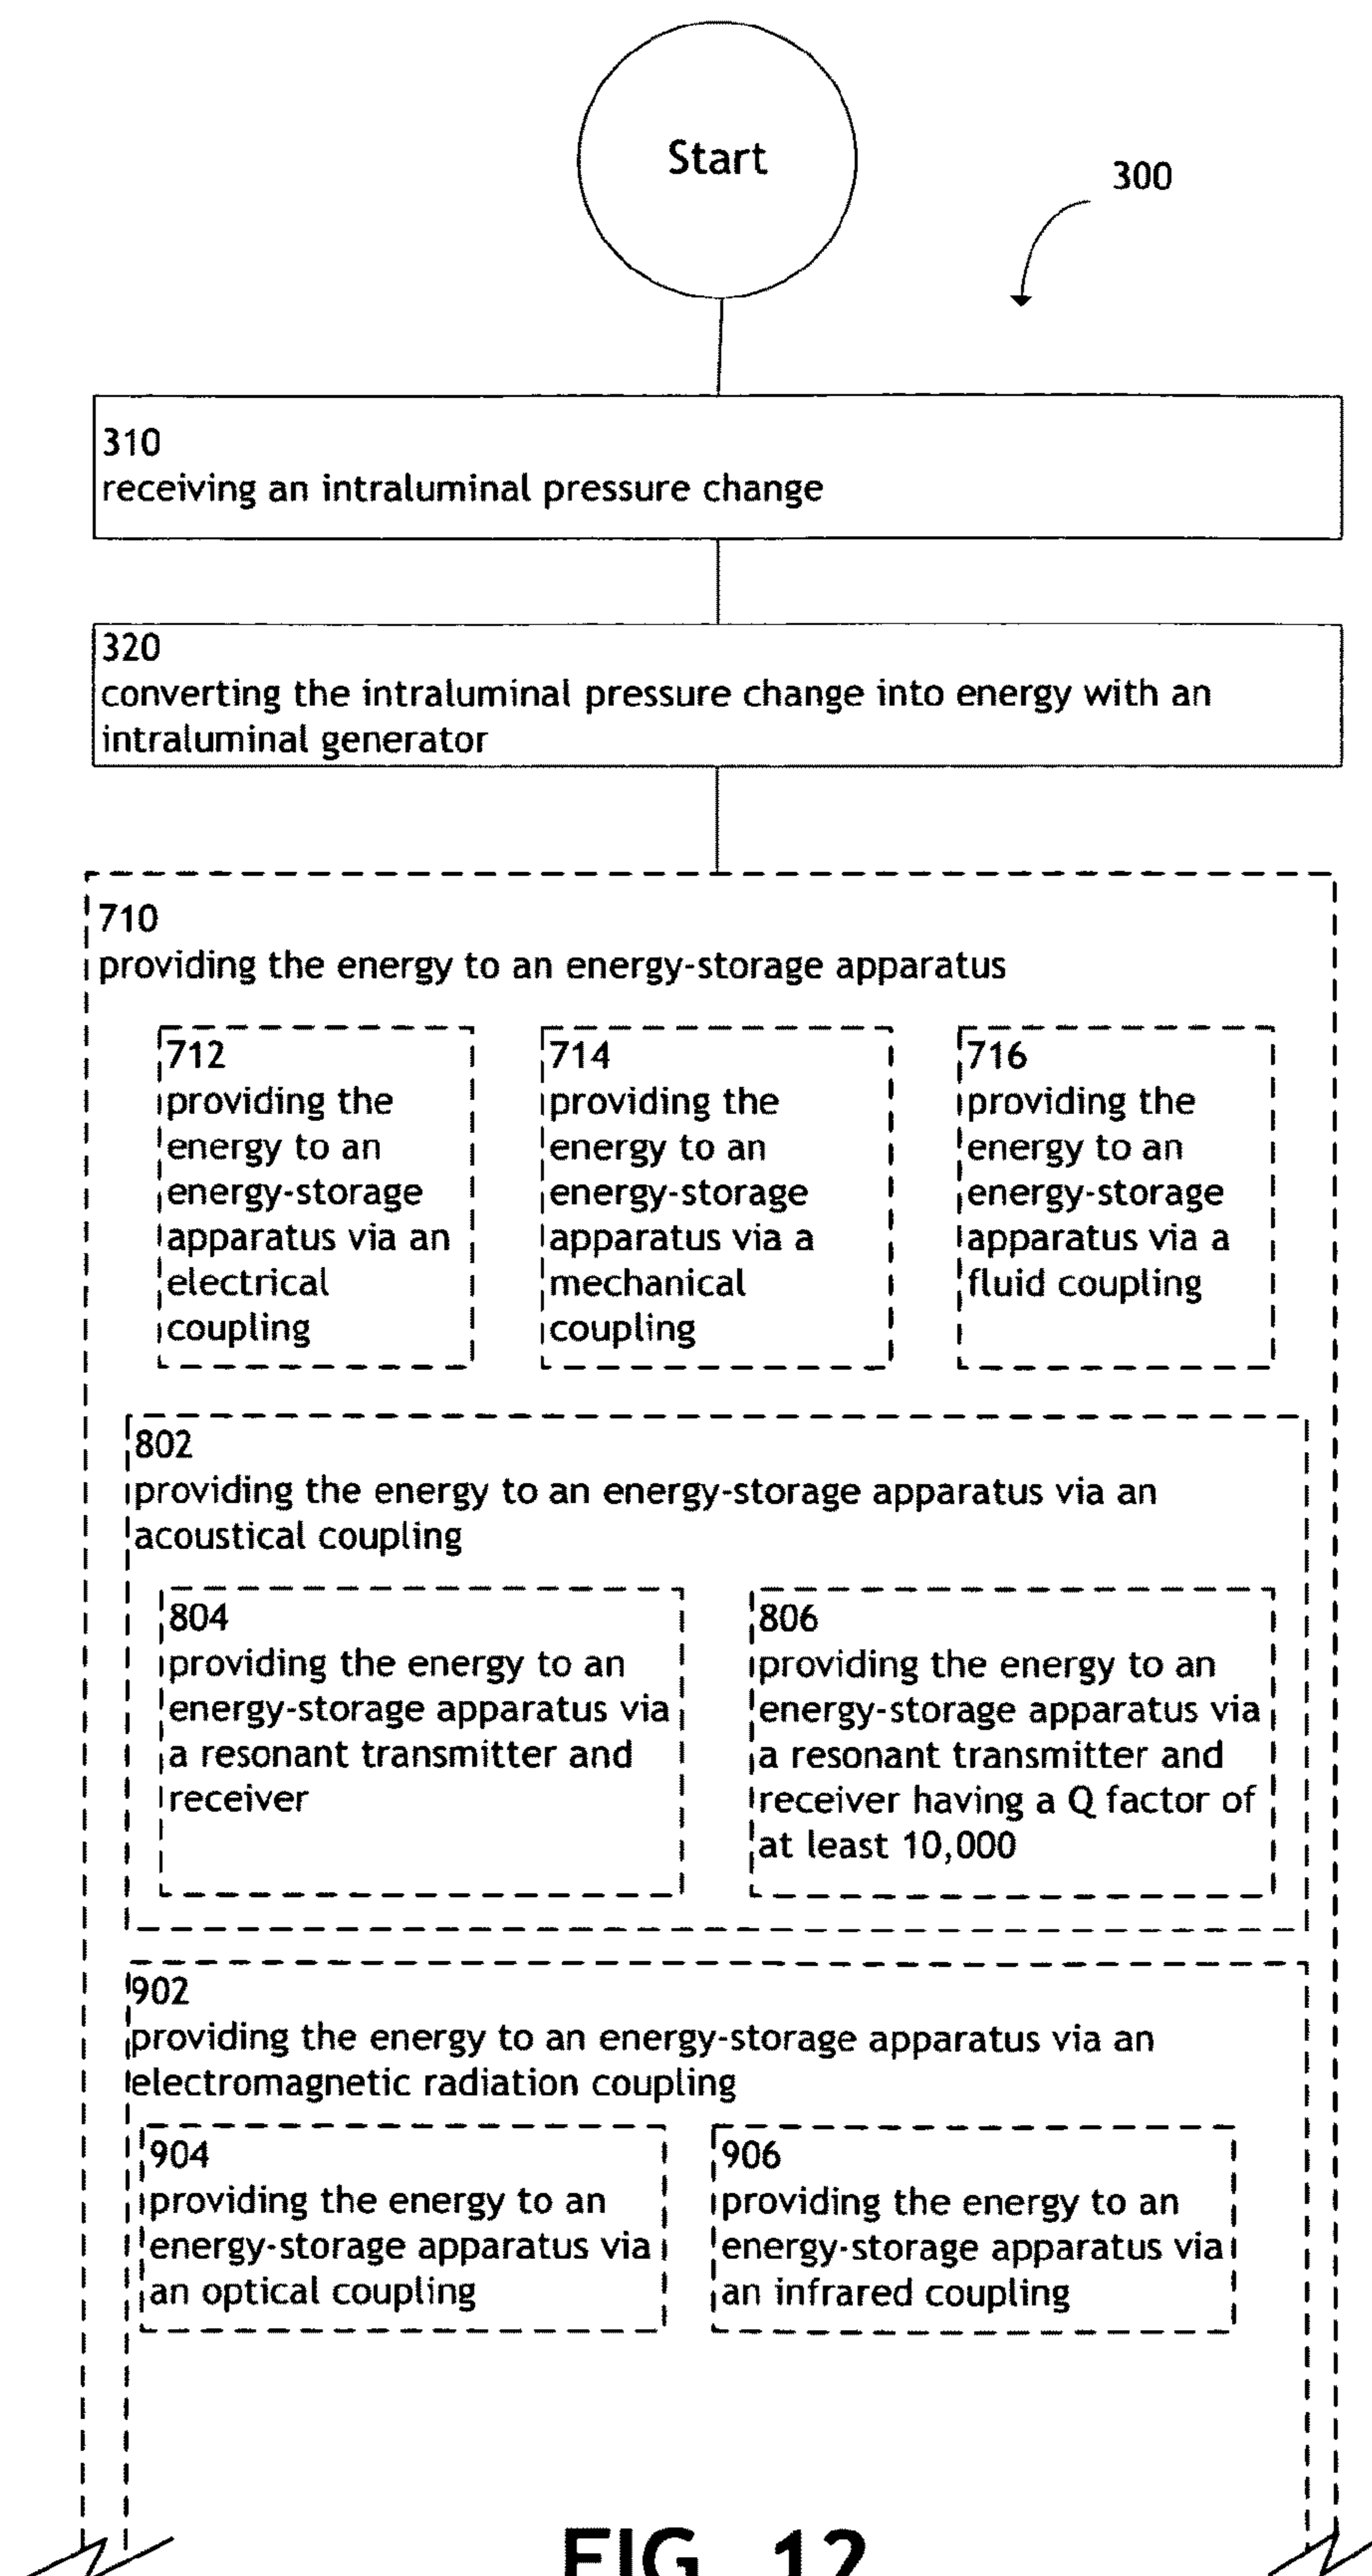 Start
300
310
receiving an intraluminal pressure change
320
converting the intraluminal pressure change into energy with an
intraluminal generator
710
providing the energy to an energy-storage apparatus
712
providing the
energy to an
energy-storage
apparatus via an
electrical
coupling
714
providing the
energy to an
energy-storage
apparatus via a
mechanical
coupling
716
providing the
energy to an
energy-storage
apparatus via a
fluid coupling
802
providing the energy to an energy-storage apparatus via an
acoustical coupling
804
providing the energy to an
energy-storage apparatus via
a resonant transmitter and
receiver
806
providing the energy to an
energy-storage apparatus via
a resonant transmitter and
receiver having a Q factor of
at least 10,000
902
providing the energy to an energy-storage apparatus via an
electromagnetic radiation coupling
904
providing the energy to an
energy-storage apparatus via
an optical coupling
906
providing the energy to an
energy-storage apparatus via
an infrared coupling
FIG. 12